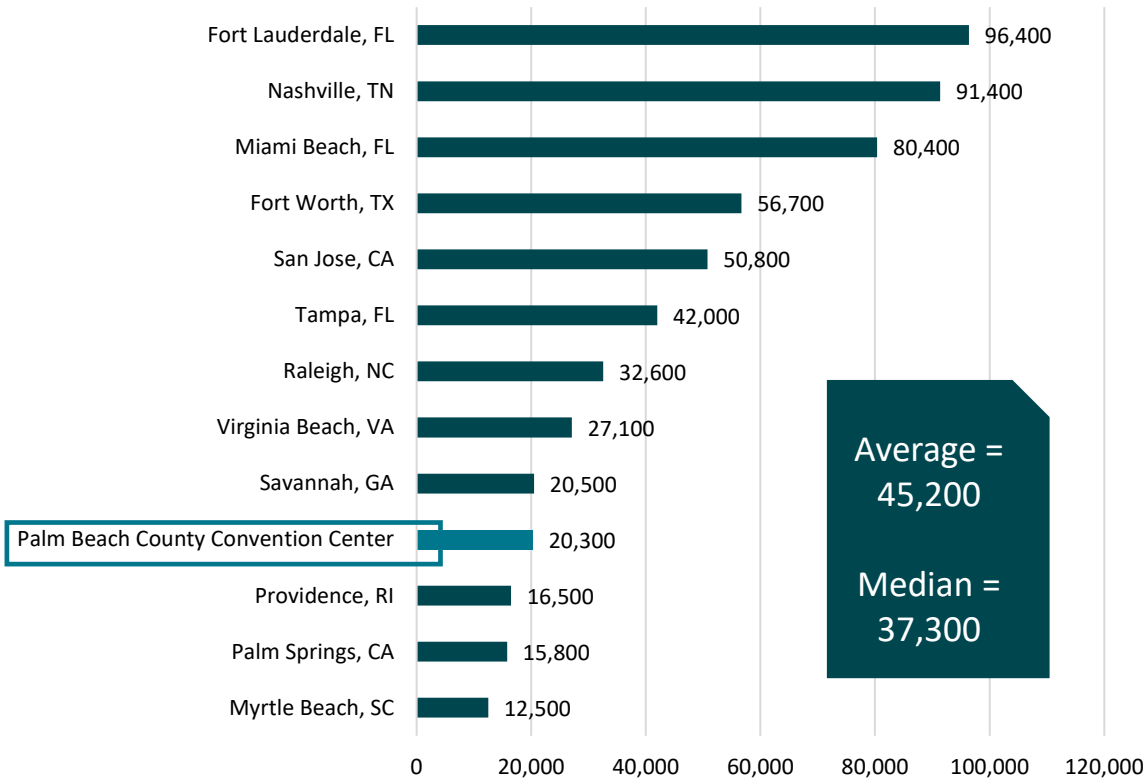 Fort Lauderdale, FL 96,400
Nashville, TN 91,400
Miami Beach, FL 80,400
Fort Worth, TX 56,700
San Jose, CA 50,800
Tampa, FL 42,000
Raleigh, NC 32,600
Virginia Beach, VA 27,100
Savannah, GA 20,500
Palm Beach County Convention Center 20,300
Providence, RI 16,500
Palm Springs, CA 15,800
Myrtle Beach, SC 12,500
Average =
45,200
Median =
37,300
0 20,000 40,000 60,000 80,000 100,000 120,000